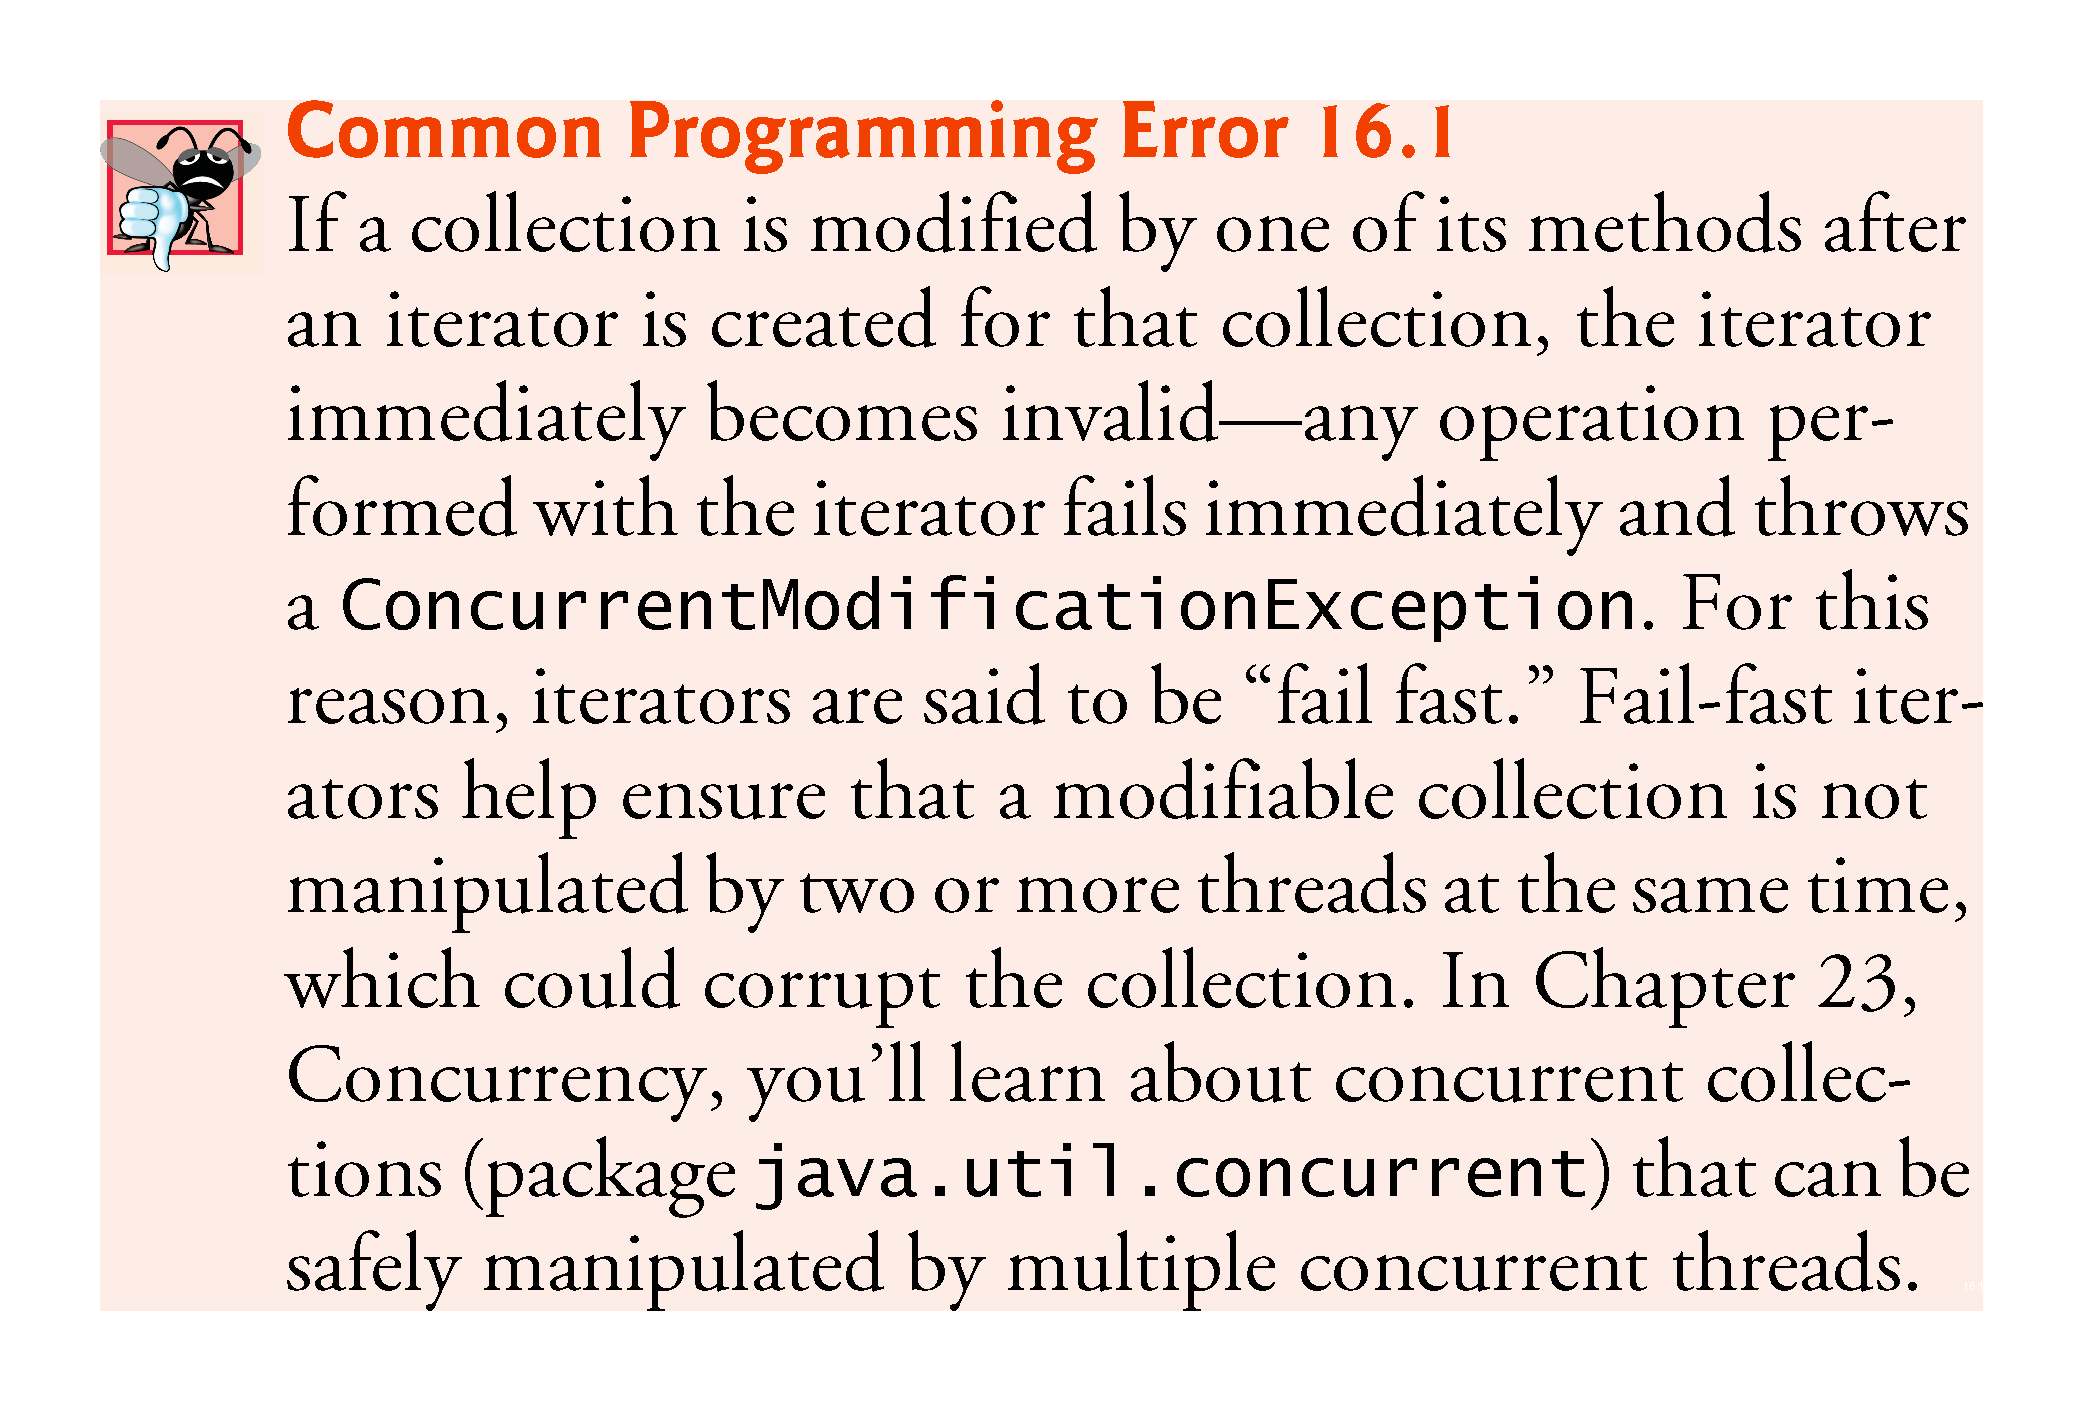 Common Programming Error 16.1
If a collection is modified by one of its methods after
an iterator is created for that collection, the iterator
immediately becomes invalid—any operation per-
formed with the iterator fails immediately and throws
a ConcurrentModificationException. For this
reason, iterators are said to be “fail fast.” Fail-fast iter-
ators help ensure that a modifiable collection is not
manipulated by two or more threads at the same time,
which could corrupt the collection. In Chapter 23,
Concurrency, you’ll learn about concurrent collec-
tions (package java.util.concurrent) that can be
safely manipulated by multiple concurrent threads.